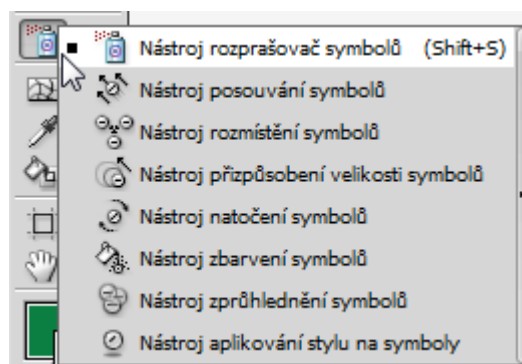 Nástroj rozprašovač symbolů (Shift+S)
Nástroj posouvání symbolů
Nástroj rozmístění symbolů
Nástroj přizpůsobení velikosti symbolů
Nástroj natočení symbolů
Nástroj zbarvení symbolů
Nástroj zprůhlednění symbolů
Nástroj aplikování stylu na symboly